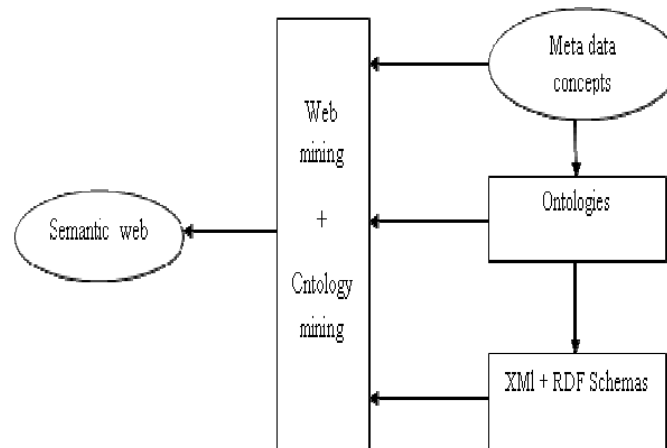 Meta data
concepts
Web
mining
+
Cntology
mining
Ontologies
Semantic web
XMl + RDF Schemas